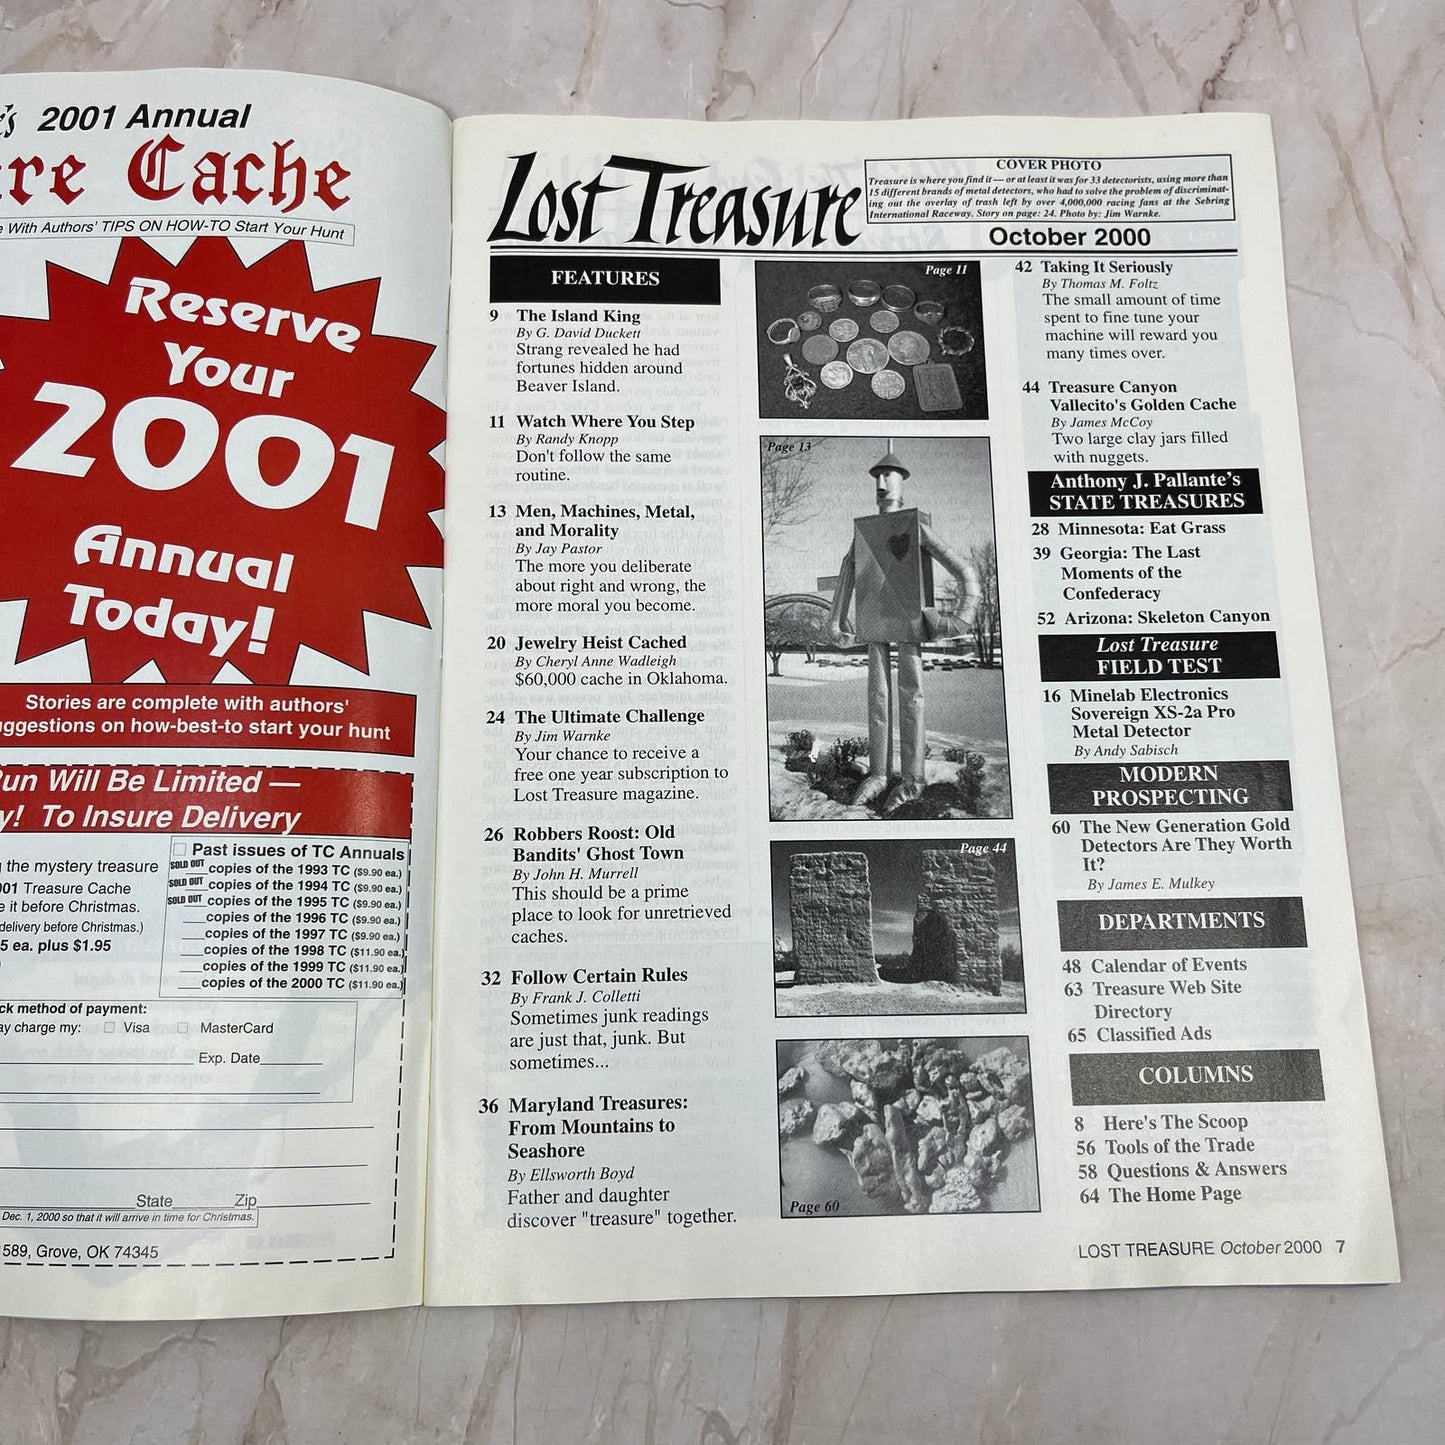 's 2001 Annual
re Cache
With Authors' TIPS ON HOW-TO Start Your Hunt
Reserve
Your
2001
Annual
Today!
Stories are complete with authors'
ggestions on how-best-to start your hunt
un Will Be Limited —
y! To Insure Delivery
g the mystery treasure
01 Treasure Cache
e it before Christmas.
delivery before Christmas.)
5 ea. plus $1.95
Past issues of TC Annuals
SOLD OUT copies of the 1993 TC ($9.90 ea.)
SOLD OUT copies of the 1994 TC ($9.90 ea.)
SOLD OUT copies of the 1995 TC ($9.90 ea.)
___copies of the 1996 TC ($9.90 ea.)
___copies of the 1997 TC ($9.90 ea.)
___copies of the 1998 TC ($11.90 ea.)
___copies of the 1999 TC ($11.90 ea.)
___copies of the 2000 TC ($11.90 ea.)
ck method of payment:
ay charge my: Visa MasterCard
Exp. Date
State Zip
Dec. 1, 2000 so that it will arrive in time for Christmas.
589, Grove, OK 74345
Lost Treasure
COVER PHOTO
Treasure is where you find it — or at least it was for 33 detectorists, using more than
15 different brands of metal detectors, who had to solve the problem of discriminat-
ing out the overlay of trash left by over 4,000,000 racing fans at the Sebring
International Raceway. Story on page: 24. Photo by: Jim Warnke.
October 2000
FEATURES
9 The Island King
By G. David Duckett
Strang revealed he had
fortunes hidden around
Beaver Island.
11 Watch Where You Step
By Randy Knopp
Don't follow the same
routine.
13 Men, Machines, Metal,
and Morality
By Jay Pastor
The more you deliberate
about right and wrong, the
more moral you become.
20 Jewelry Heist Cached
By Cheryl Anne Wadleigh
$60,000 cache in Oklahoma.
24 The Ultimate Challenge
By Jim Warnke
Your chance to receive a
free one year subscription to
Lost Treasure magazine.
26 Robbers Roost: Old
Bandits' Ghost Town
By John H. Murrell
This should be a prime
place to look for unretrieved
caches.
32 Follow Certain Rules
By Frank J. Colletti
Sometimes junk readings
are just that, junk. But
sometimes...
36 Maryland Treasures:
From Mountains to
Seashore
By Ellsworth Boyd
Father and daughter
discover "treasure" together.
Page 11
Page 13
Page 44
Page 60
42 Taking It Seriously
By Thomas M. Foltz
The small amount of time
spent to fine tune your
machine will reward you
many times over.
44 Treasure Canyon
Vallecito's Golden Cache
By James McCoy
Two large clay jars filled
with nuggets.
Anthony J. Pallante's
STATE TREASURES
28 Minnesota: Eat Grass
39 Georgia: The Last
Moments of the
Confederacy
52 Arizona: Skeleton Canyon
Lost Treasure
FIELD TEST
16 Minelab Electronics
Sovereign XS-2a Pro
Metal Detector
By Andy Sabisch
MODERN
PROSPECTING
60 The New Generation Gold
Detectors Are They Worth
It?
By James E. Mulkey
DEPARTMENTS
48 Calendar of Events
63 Treasure Web Site
Directory
65 Classified Ads
COLUMNS
8 Here's The Scoop
56 Tools of the Trade
58 Questions & Answers
64 The Home Page
LOST TREASURE October 2000 7